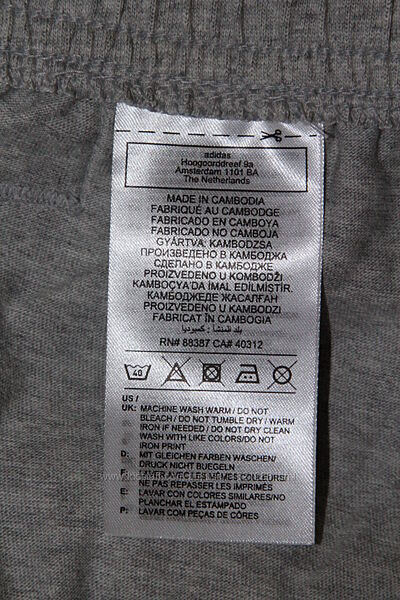 adidas
Hoogoorddreef 9a
Amsterdam 1101 BA
The Netherlands
MADE IN CAMBODIA
FABRIQUÉ AU CAMBODGE
FABRICADO EN CAMBOYA
FABRICADO NO CAMBOJA
GYÁRTVA: KAMBODZSA
ПРОИЗВЕДЕНО В КАМБОДЖА
СДЕЛАНО В КАМБОДЖЕ
PROIZVEDENO U KOMBODŽI
KAMBOÇYA'DA İMAL EDİLMİŞTİR.
КАМБОДЖЕДЕ ЖАСАЛҒАН
PROIZVEDENO U KAMBODŽI
FABRICAT ÎN CAMBOGIA
بلد المنشأ: كمبوديا
RN# 88387 CA# 40312
40
US /
UK: MACHINE WASH WARM / DO NOT
BLEACH / DO NOT TUMBLE DRY / WARM
IRON IF NEEDED / DO NOT DRY CLEAN
WASH WITH LIKE COLORS/DO NOT
IRON PRINT
D: MIT GLEICHEN FARBEN WASCHEN/
DRUCK NICHT BUEGELN
F: LAVER AVEC LES MÊMES COULEURS/
NE PAS REPASSER LES IMPRIMÉS
E: LAVAR CON COLORES SIMILARES/NO
PLANCHAR EL ESTAMPADO
P: LAVAR COM PEÇAS DE CÔRES